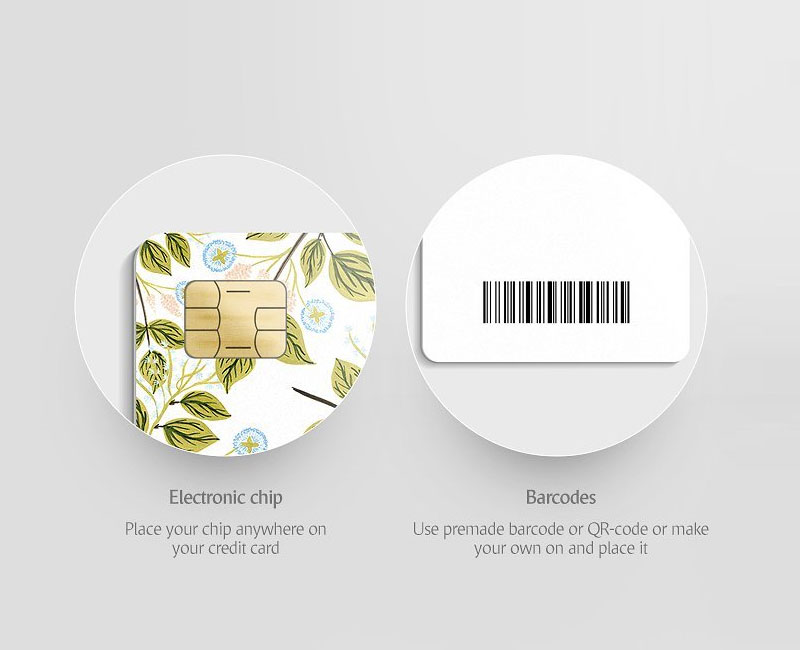 Electronic chip
Place your chip anywhere on
your credit card
Barcodes
Use premade barcode or QR-code or make
your own on and place it